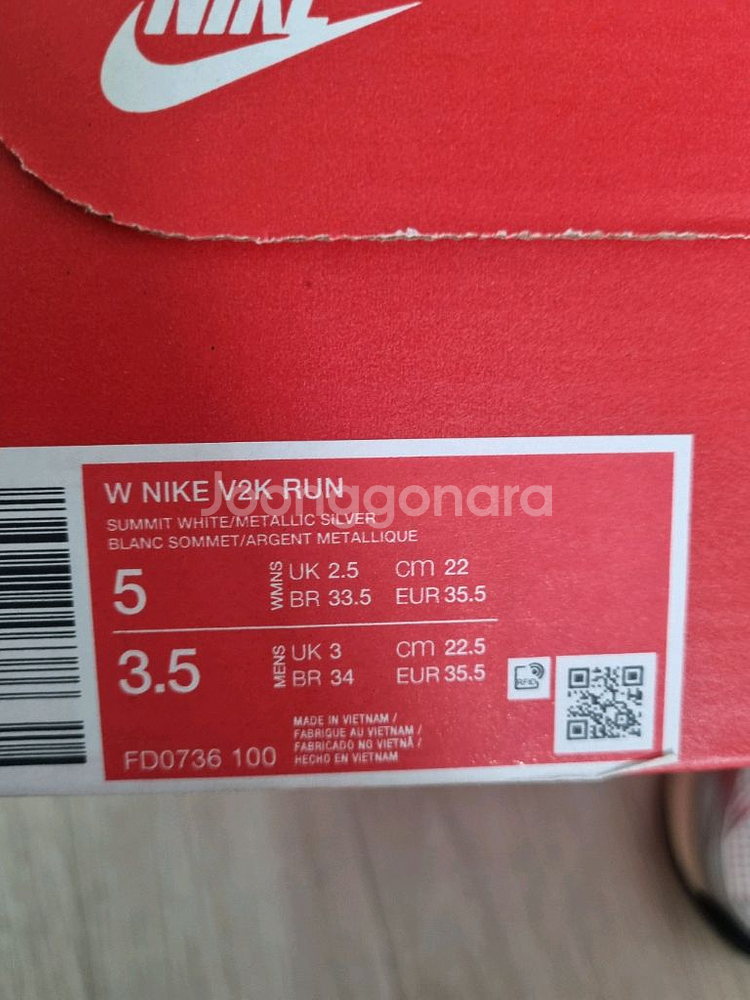 NIKE
W NIKE V2K RUN
Joonggonara
SUMMIT WHITE/METALLIC SILVER
BLANC SOMMET/ARGENT METALLIQUE
5 WMNS UK 2.5 cm 22
BR 33.5 EUR 35.5
3.5 MENS UK 3 cm 22.5
BR 34 EUR 35.5
RFID
MADE IN VIETNAM /
FABRIQUE AU VIETNAM /
FABRICADO NO VIETNÃ /
HECHO EN VIETNAM
FD0736 100